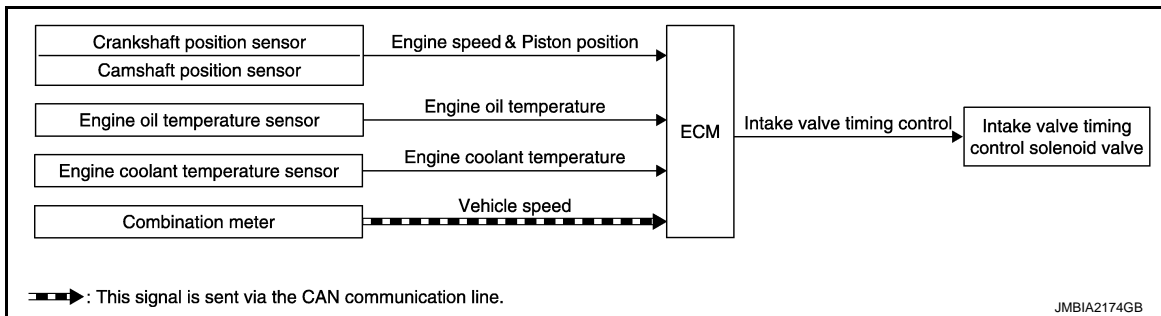 Crankshaft position sensor
Camshaft position sensor
Engine speed & Piston position
Engine oil temperature sensor
Engine oil temperature
Engine coolant temperature sensor
Engine coolant temperature
Combination meter
Vehicle speed
ECM
Intake valve timing control
Intake valve timing
control solenoid valve
: This signal is sent via the CAN communication line.
JMBIA2174GB